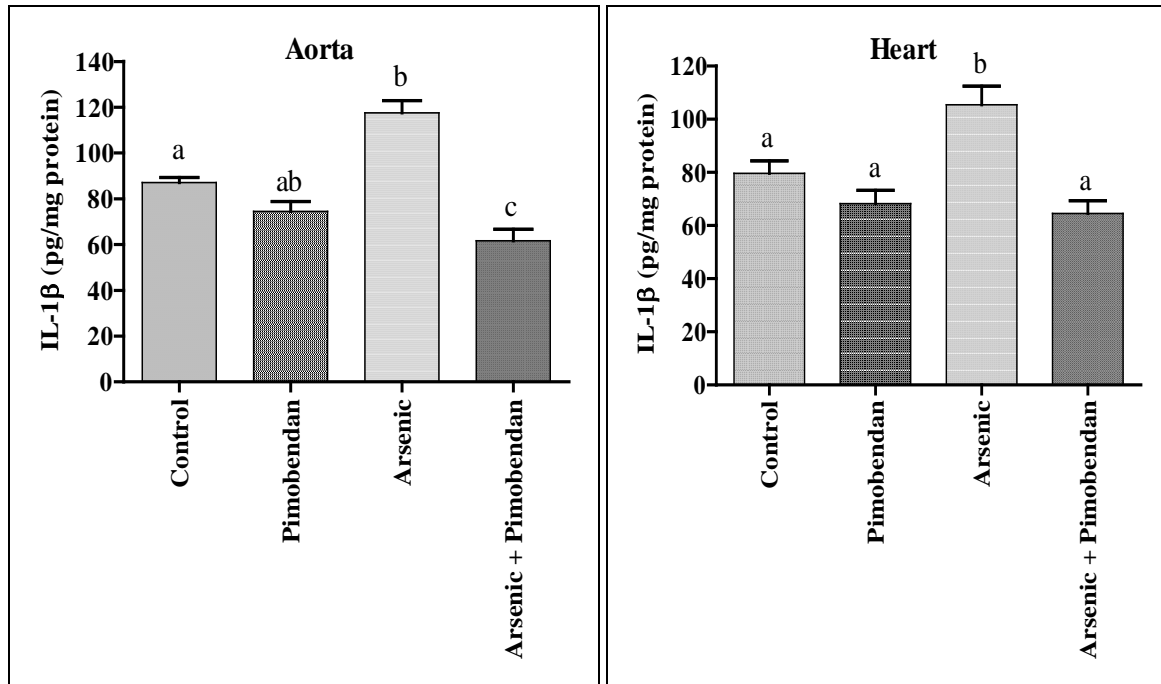 Aorta
IL-1β (pg/mg protein)
140
120
100
80
60
40
20
0
a
ab
b
c
Control
Pimobendan
Arsenic
Arsenic + Pimobendan
Heart
IL-1β (pg/mg protein)
120
100
80
60
40
20
0
a
a
b
a
Control
Pimobendan
Arsenic
Arsenic + Pimobendan